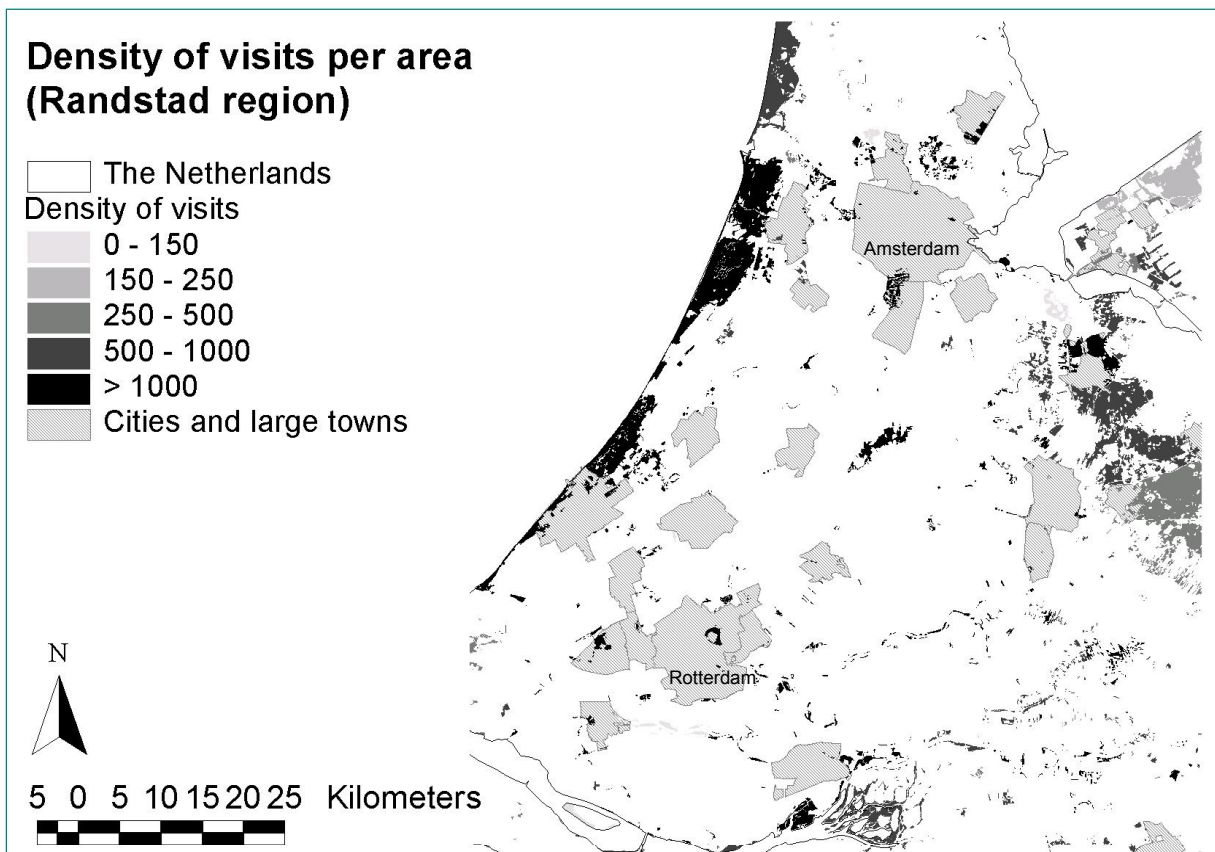 Density of visits per area
(Randstad region)
The Netherlands
Density of visits
0 - 150
150 - 250
250 - 500
500 - 1000
> 1000
Cities and large towns
Amsterdam
Rotterdam
N
5 0 5 10 15 20 25 Kilometers